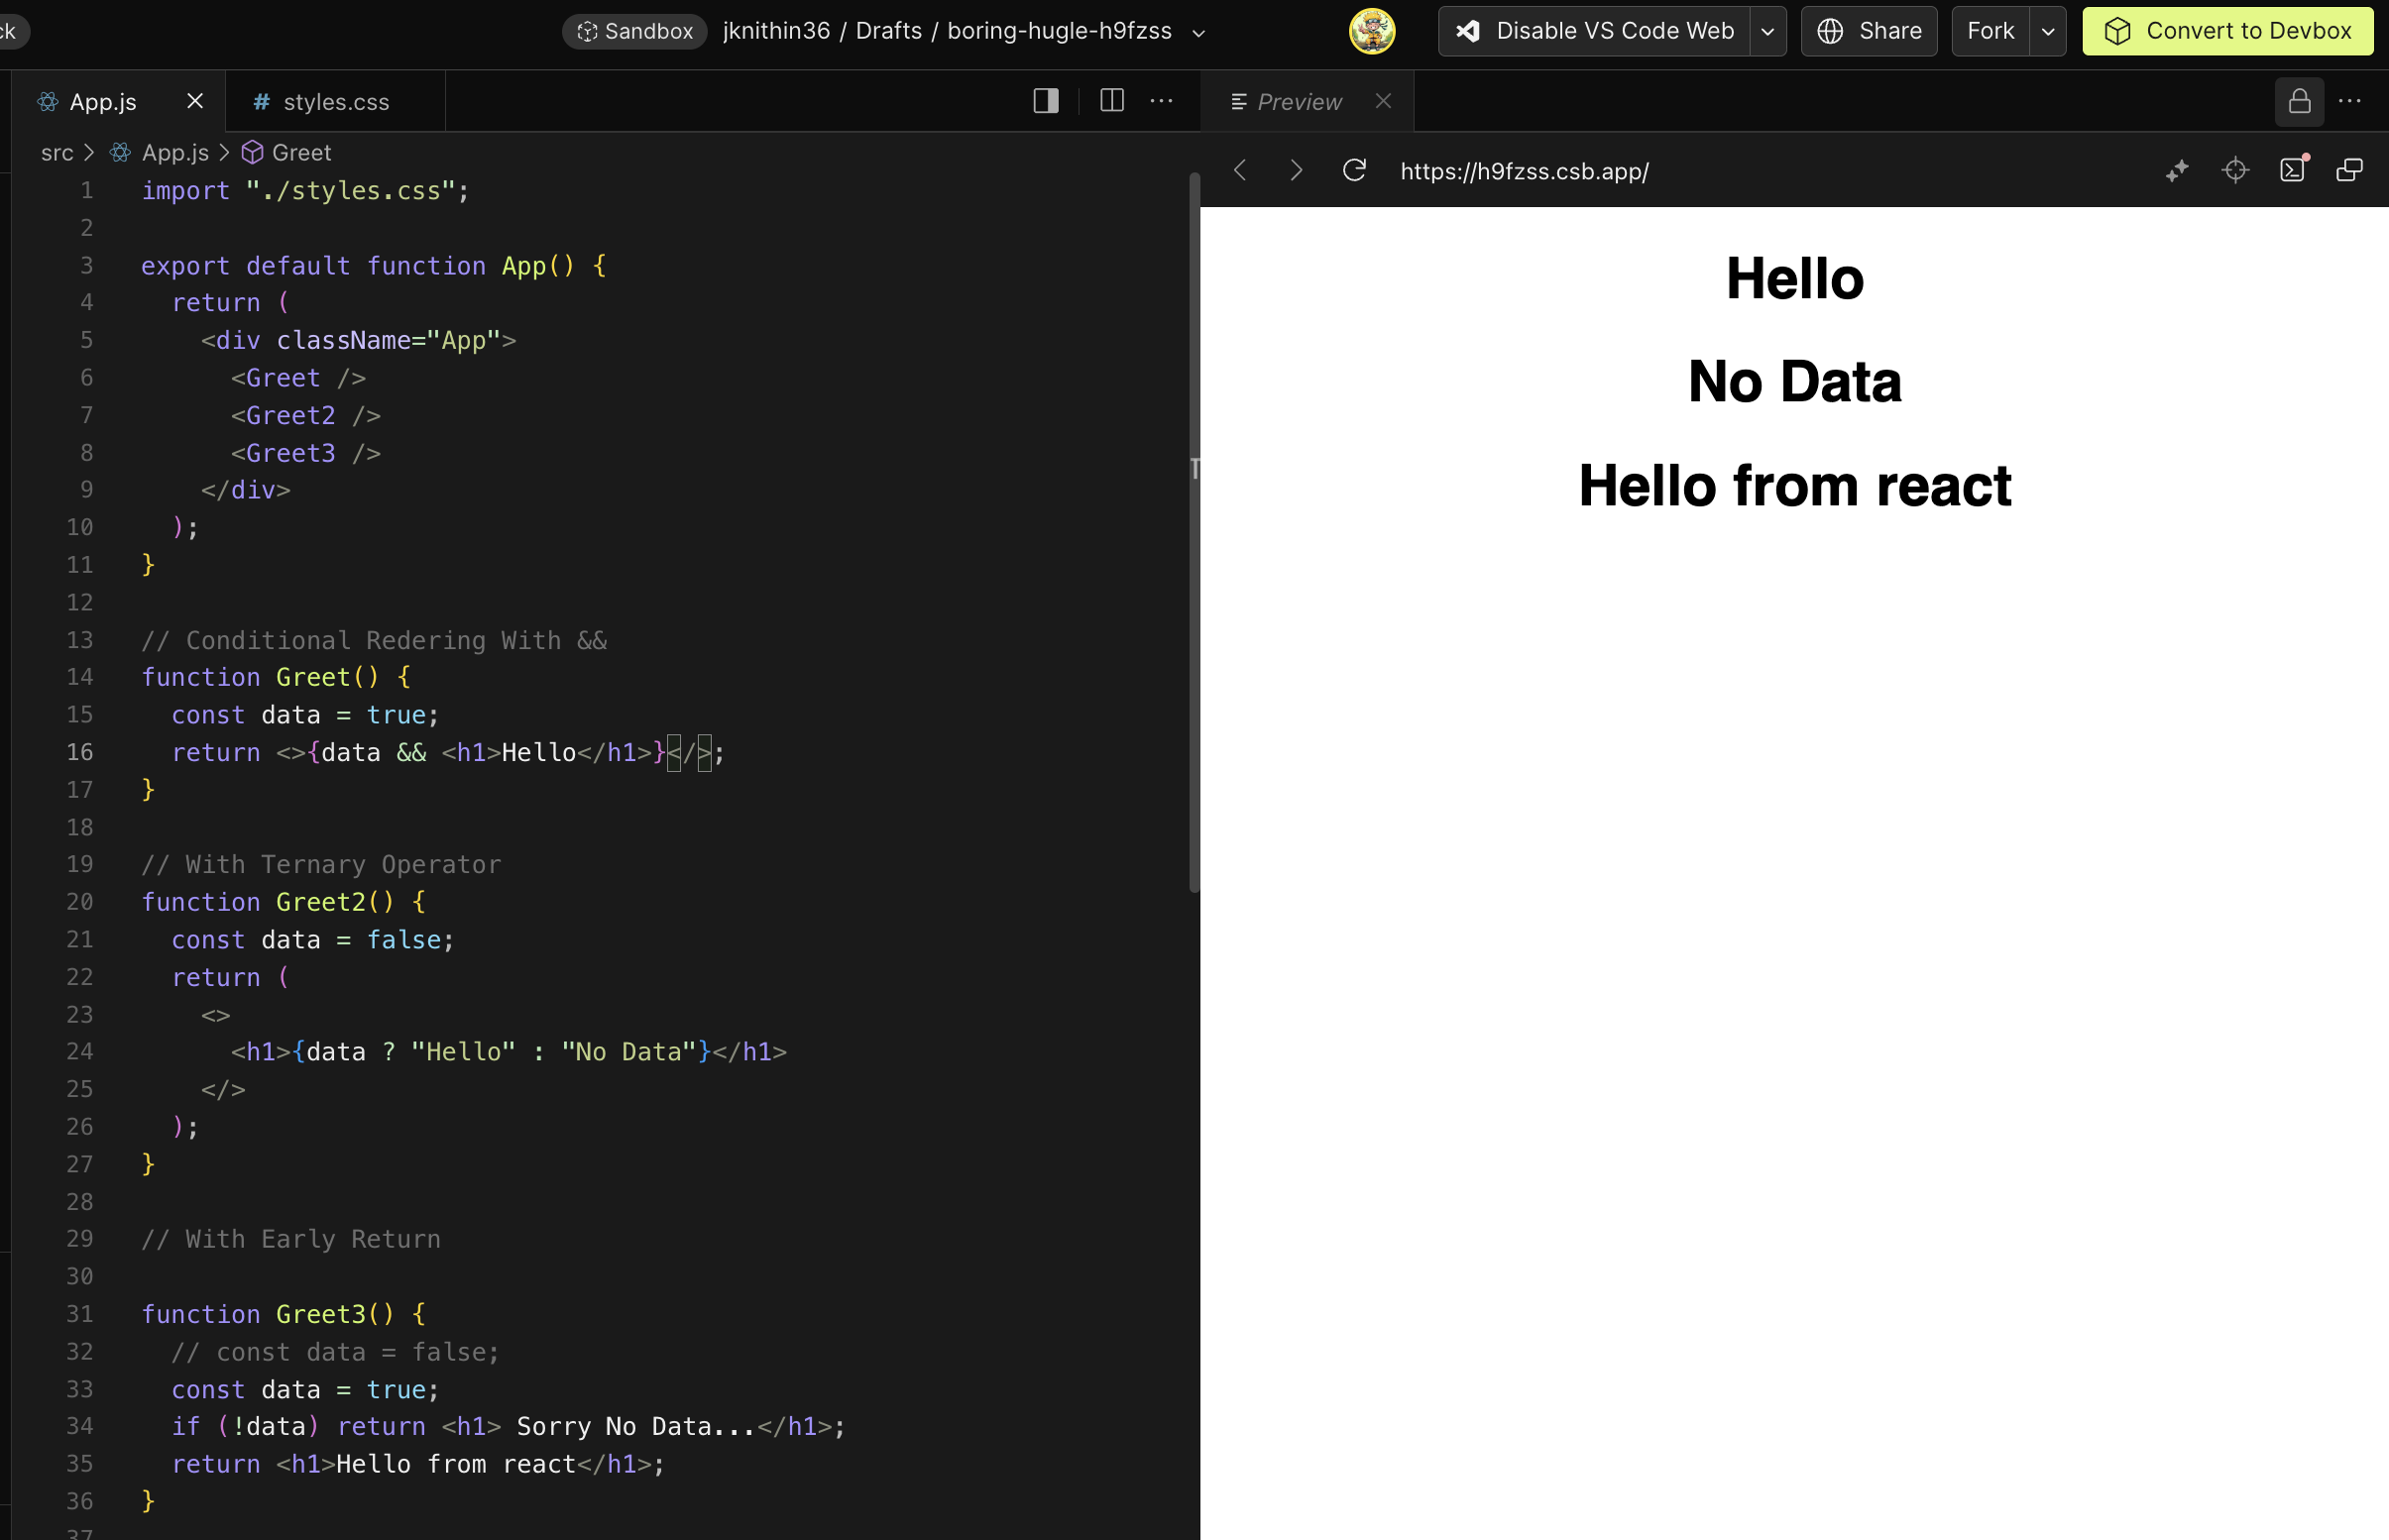 ck
Sandbox jknithin36 / Drafts / boring-hugle-h9fzss
Disable VS Code Web
Share
Fork
Convert to Devbox
App.js
# styles.css
Preview
src > App.js > Greet
https://h9fzss.csb.app/
1 import "./styles.css";
2
3 export default function App() {
4 return (
5 <div className="App">
6 <Greet />
7 <Greet2 />
8 <Greet3 />
9 </div>
10 );
11 }
12
13 // Conditional Redering With &&
14 function Greet() {
15 const data = true;
16 return <>{data && <h1>Hello</h1>}</>;
17 }
18
19 // With Ternary Operator
20 function Greet2() {
21 const data = false;
22 return (
23 <>
24 <h1>{data ? "Hello" : "No Data"}</h1>
25 </>
26 );
27 }
28
29 // With Early Return
30
31 function Greet3() {
32 // const data = false;
33 const data = true;
34 if (!data) return <h1> Sorry No Data...</h1>;
35 return <h1>Hello from react</h1>;
36 }
37
Hello
No Data
Hello from react